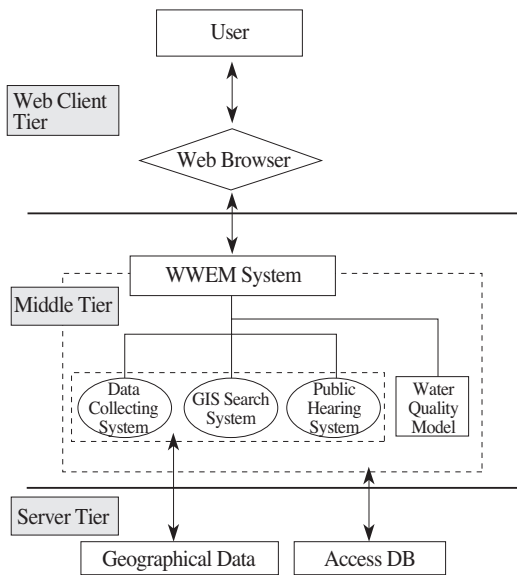 User
Web Client
Tier
Web Browser
WWEM System
Middle Tier
Data
Collecting
System
GIS Search
System
Public
Hearing
System
Water
Quality
Model
Server Tier
Geographical Data
Access DB